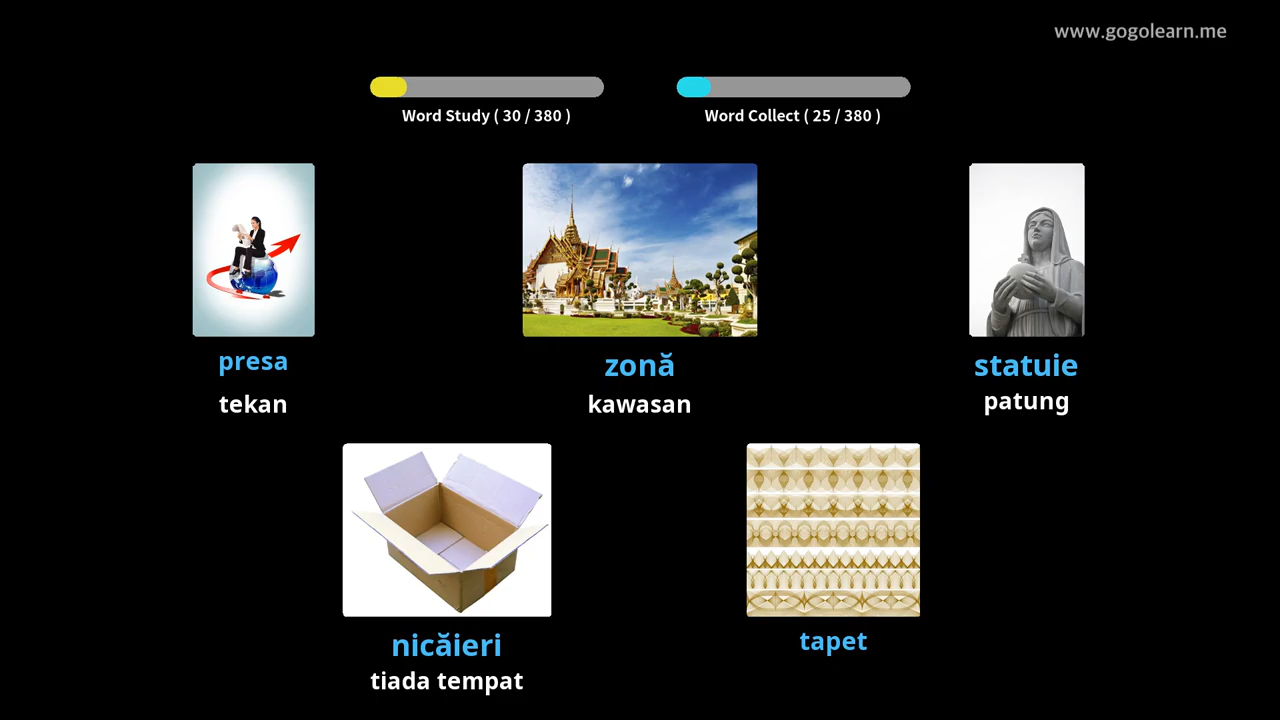 www.gogolearn.me
Word Study ( 30 / 380 )
Word Collect ( 25 / 380 )
presa
tekan
zonă
kawasan
statuie
patung
nicăieri
tiada tempat
tapet